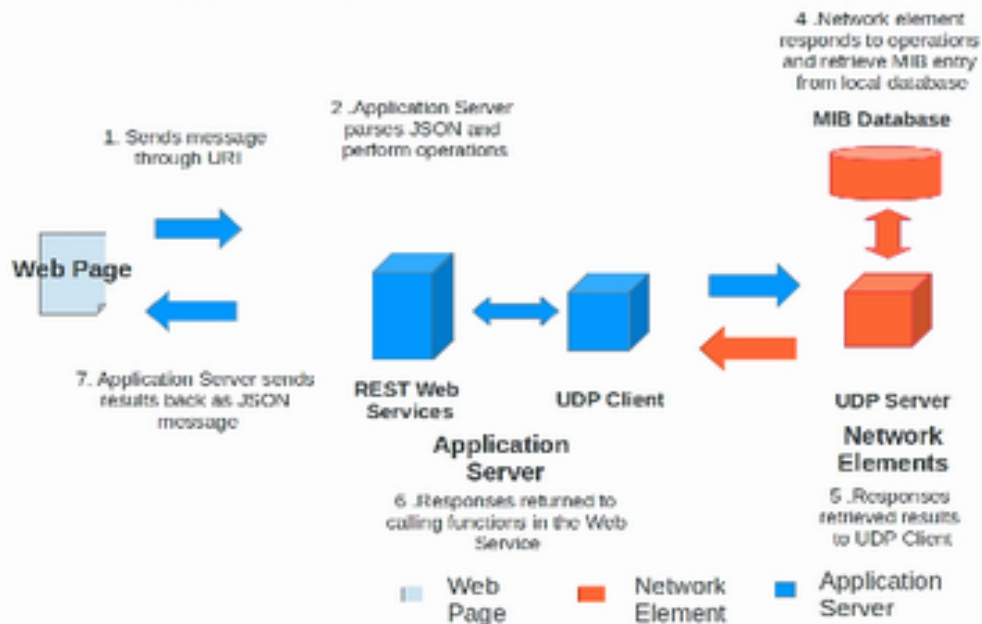 4 .Network element
responds to operations
and retrieve MIB entry
from local database
MIB Database
2 .Application Server
parses JSON and
perform operations
1. Sends message
through URI
Web Page
7. Application Server sends
results back as JSON
message
REST Web
Services
UDP Client
UDP Server
Application
Server
Network
Elements
6 .Responses returned to
calling functions in the Web
Service
5 .Responses
retrieved results
to UDP Client
Web
Page
Network
Element
Application
Server